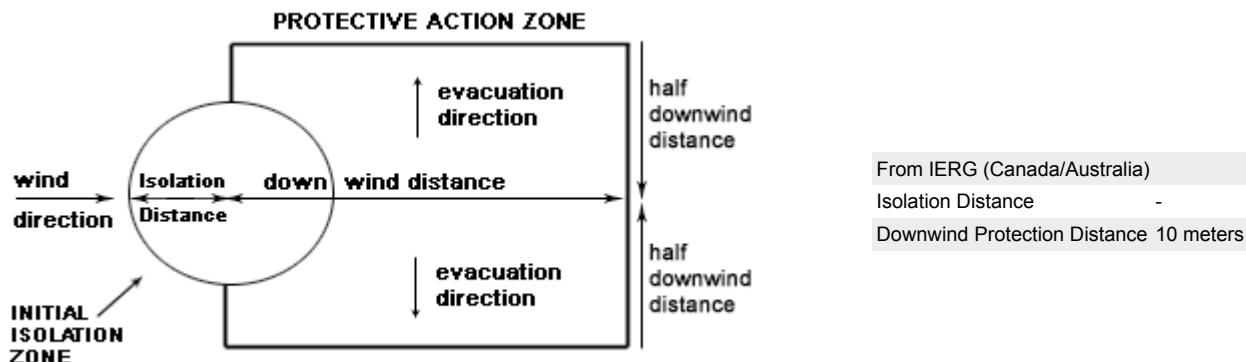 PROTECTIVE ACTION ZONE
evacuation
direction
half
downwind
distance
wind
direction
Isolation
Distance
down wind distance
evacuation
direction
half
downwind
distance
INITIAL
ISOLATION
ZONE
From IERG (Canada/Australia)
Isolation Distance -
Downwind Protection Distance 10 meters